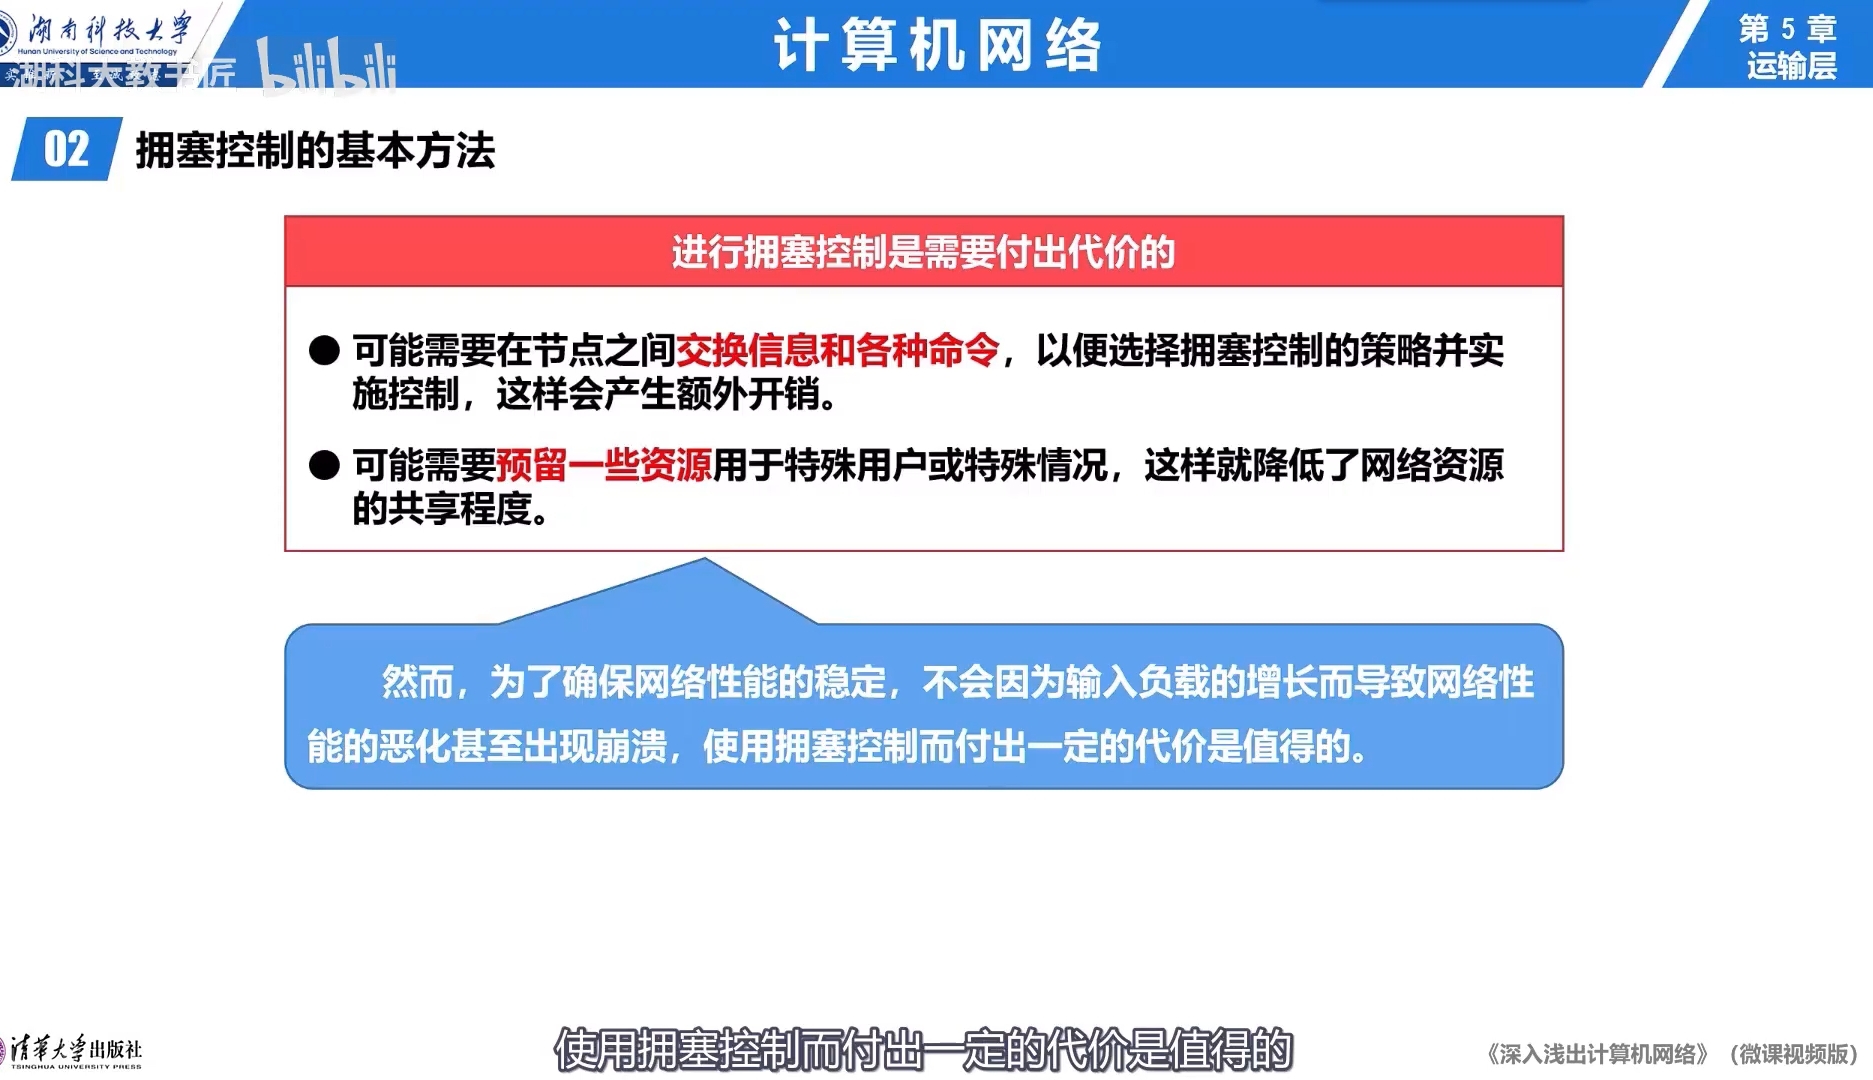 湖南科技大学
Hunan University of Science and Technology
湖科大教书匠 bilibili
计算机网络
第 5 章
运输层
02 拥塞控制的基本方法
进行拥塞控制是需要付出代价的
● 可能需要在节点之间交换信息和各种命令，以便选择拥塞控制的策略并实
施控制，这样会产生额外开销。
● 可能需要预留一些资源用于特殊用户或特殊情况，这样就降低了网络资源
的共享程度。
然而，为了确保网络性能的稳定，不会因为输入负载的增长而导致网络性
能的恶化甚至出现崩溃，使用拥塞控制而付出一定的代价是值得的。
使用拥塞控制而付出一定的代价是值得的
清华大学出版社
TSINGHUA UNIVERSITY PRESS
《深入浅出计算机网络》（微课视频版）